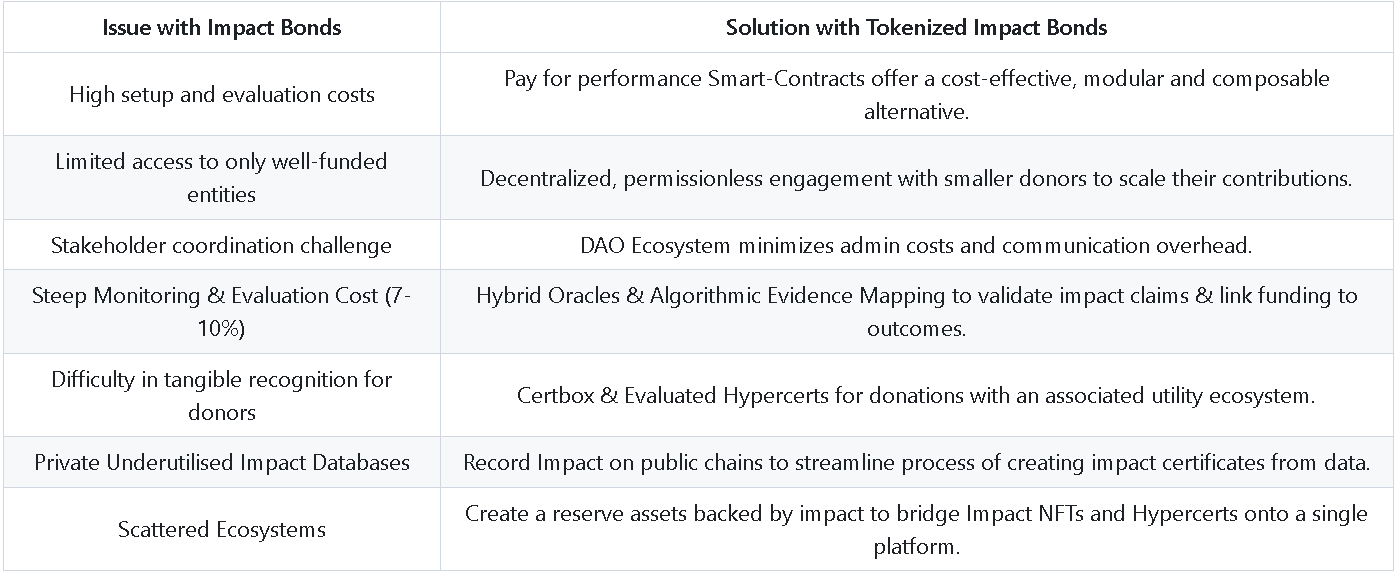 Issue with Impact Bonds
Solution with Tokenized Impact Bonds
High setup and evaluation costs
Pay for performance Smart-Contracts offer a cost-effective, modular and composable
alternative.
Limited access to only well-funded
entities
Decentralized, permissionless engagement with smaller donors to scale their contributions.
Stakeholder coordination challenge
DAO Ecosystem minimizes admin costs and communication overhead.
Steep Monitoring & Evaluation Cost (7-
10%)
Hybrid Oracles & Algorithmic Evidence Mapping to validate impact claims & link funding to
outcomes.
Difficulty in tangible recognition for
donors
Certbox & Evaluated Hypercerts for donations with an associated utility ecosystem.
Private Underutilised Impact Databases
Record Impact on public chains to streamline process of creating impact certificates from data.
Scattered Ecosystems
Create a reserve assets backed by impact to bridge Impact NFTs and Hypercerts onto a single
platform.